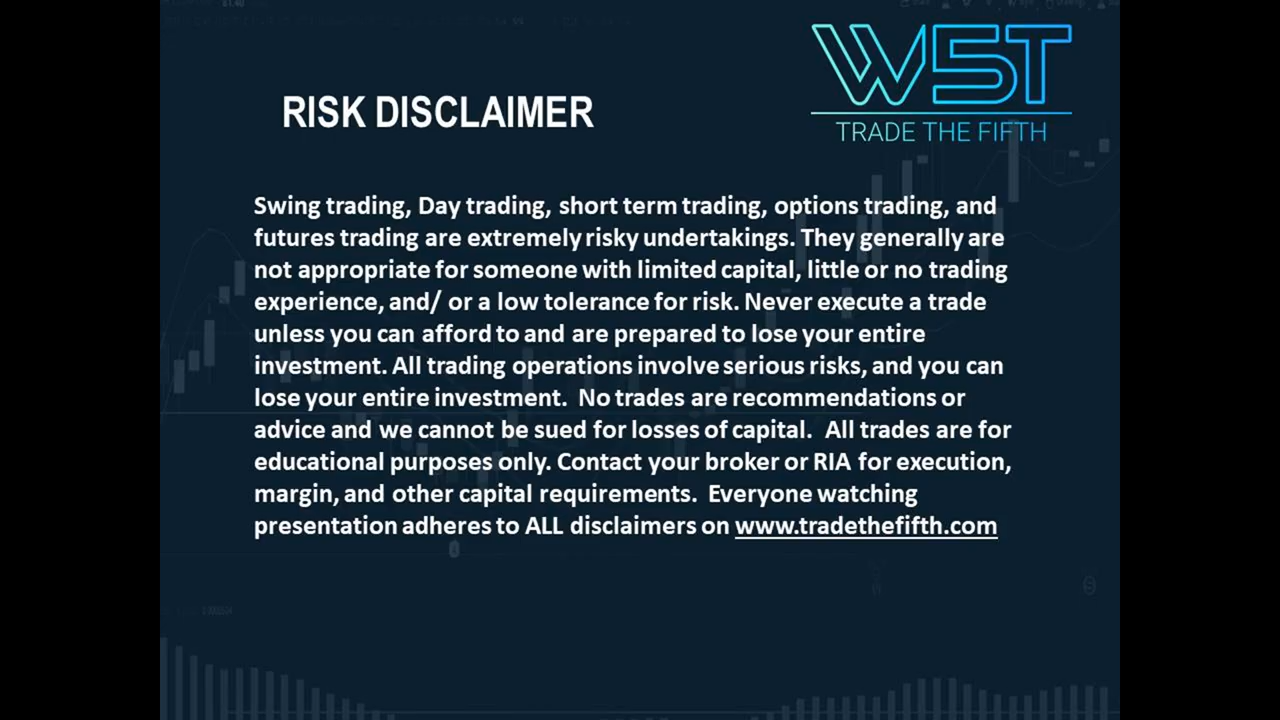 W5T
TRADE THE FIFTH
RISK DISCLAIMER
Swing trading, Day trading, short term trading, options trading, and
futures trading are extremely risky undertakings. They generally are
not appropriate for someone with limited capital, little or no trading
experience, and/ or a low tolerance for risk. Never execute a trade
unless you can afford to and are prepared to lose your entire
investment. All trading operations involve serious risks, and you can
lose your entire investment.  No trades are recommendations or
advice and we cannot be sued for losses of capital.  All trades are for
educational purposes only. Contact your broker or RIA for execution,
margin, and other capital requirements.  Everyone watching
presentation adheres to ALL disclaimers on www.tradethefifth.com